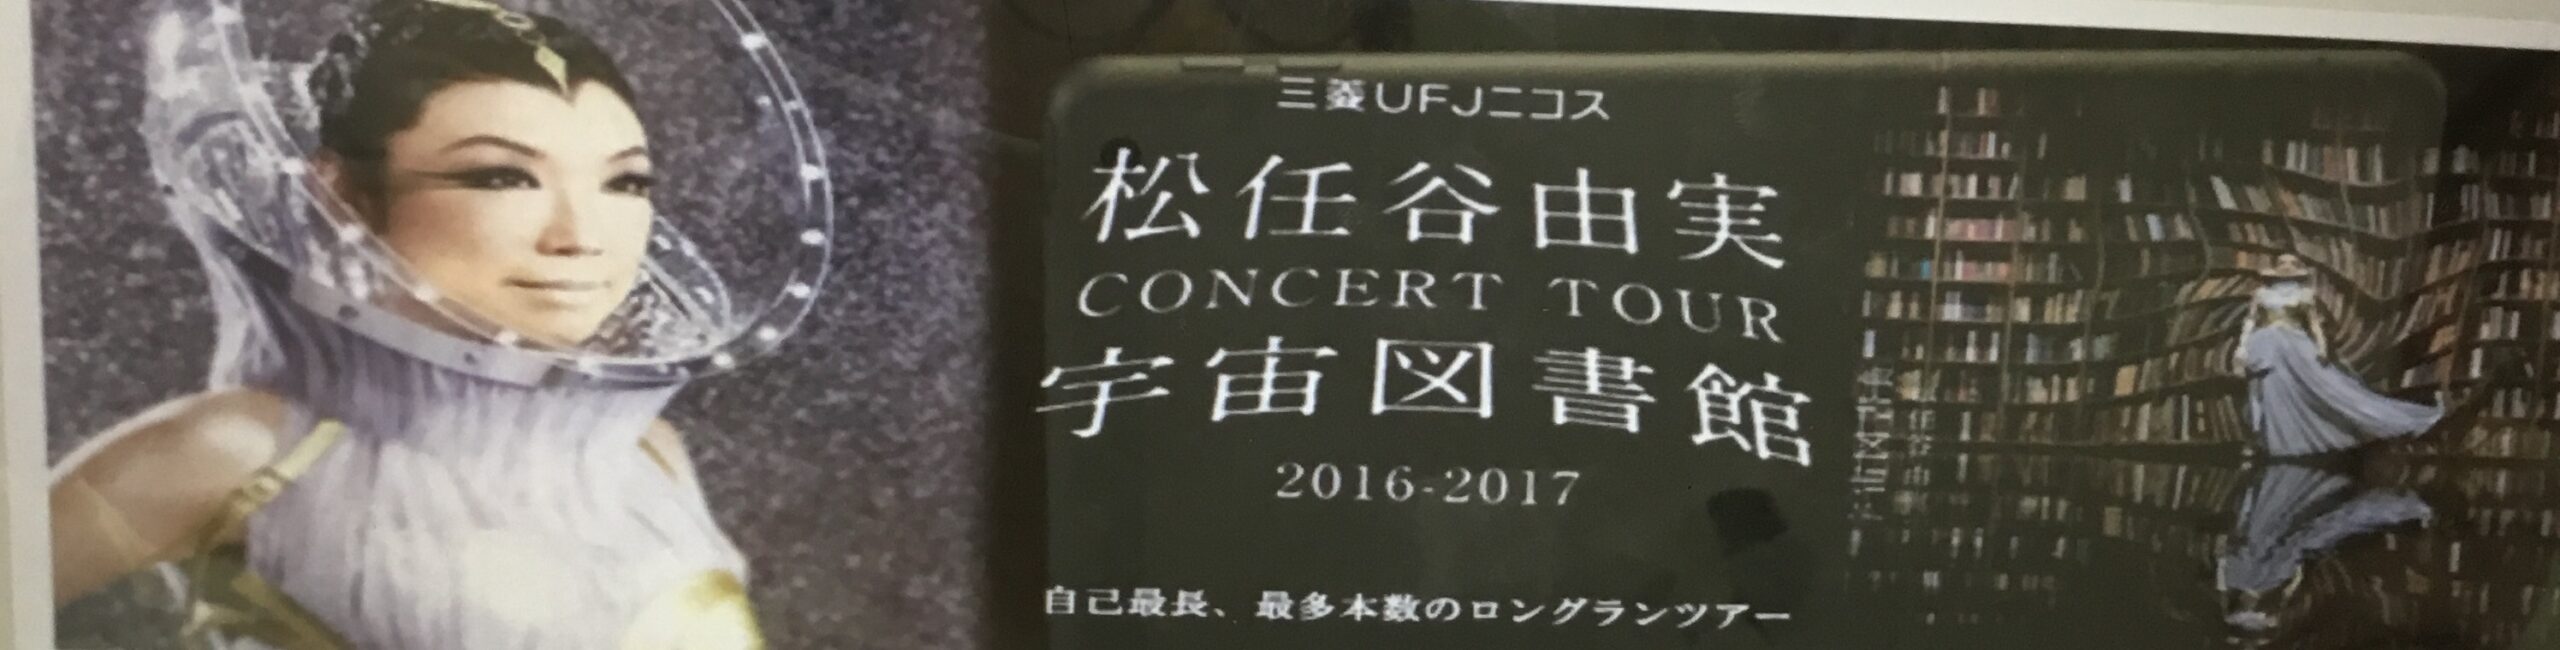 三菱UFJニコス
松任谷由実
CONCERT TOUR
宇宙図書館
2016-2017
自己最長、最多本数のロングランツアー